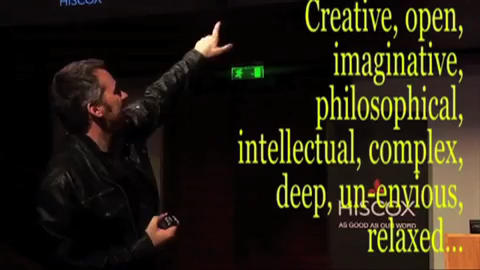 HISCOX
Creative, open,
imaginative,
philosophical,
intellectual, complex,
deep, un-envious,
relaxed...
HISCOX
AS GOOD AS OUR WORD